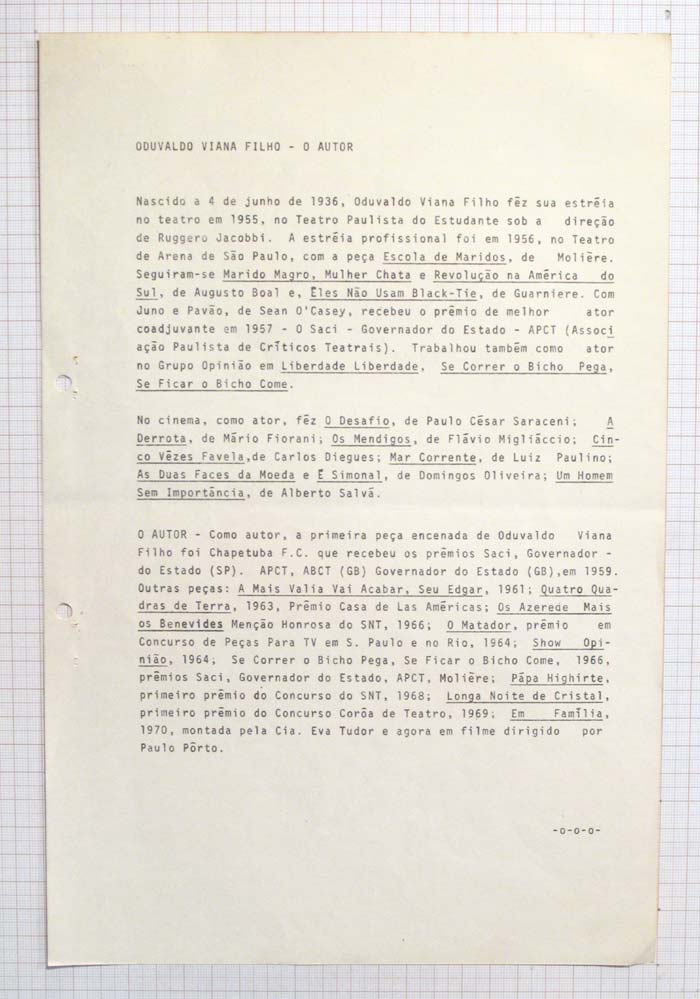 ODUVALDO VIANA FILHO - O AUTOR
Nascido a 4 de junho de 1936, Oduvaldo Viana Filho fêz sua estréia
no teatro em 1955, no Teatro Paulista do Estudante sob a direção
de Ruggero Jacobbi. A estréia profissional foi em 1956, no Teatro
de Arena de São Paulo, com a peça Escola de Maridos, de Molière.
Seguiram-se Marido Magro, Mulher Chata e Revolução na América do
Sul, de Augusto Boal e, Êles Não Usam Black-Tie, de Guarniere. Com
Juno e Pavão, de Sean O'Casey, recebeu o prêmio de melhor ator
coadjuvante em 1957 - O Saci - Governador do Estado - APCT (Associ
ação Paulista de Críticos Teatrais). Trabalhou também como ator
no Grupo Opinião em Liberdade Liberdade, Se Correr o Bicho Pega,
Se Ficar o Bicho Come.
No cinema, como ator, fêz O Desafio, de Paulo César Saraceni; A
Derrota, de Mário Fiorani; Os Mendigos, de Flávio Migliáccio; Cin-
co Vêzes Favela,de Carlos Diegues; Mar Corrente, de Luiz Paulino;
As Duas Faces da Moeda e É Simonal, de Domingos Oliveira; Um Homem
Sem Importância, de Alberto Salvá.
O AUTOR - Como autor, a primeira peça encenada de Oduvaldo Viana
Filho foi Chapetuba F.C. que recebeu os prêmios Saci, Governador -
do Estado (SP). APCT, ABCT (GB) Governador do Estado (GB),em 1959.
Outras peças: A Mais Valia Vai Acabar, Seu Edgar, 1961; Quatro Qua-
dras de Terra, 1963, Prêmio Casa de Las Américas; Os Azerede Mais
os Benevides Menção Honrosa do SNT, 1966; O Matador, prêmio em
Concurso de Peças Para TV em S. Paulo e no Rio, 1964; Show Opi-
nião, 1964; Se Correr o Bicho Pega, Se Ficar o Bicho Come, 1966,
prêmios Saci, Governador do Estado, APCT, Molière; Pápa Highirte,
primeiro prêmio do Concurso do SNT, 1968; Longa Noite de Cristal,
primeiro prêmio do Concurso Corôa de Teatro, 1969; Em Família,
1970, montada pela Cia. Eva Tudor e agora em filme dirigido por
Paulo Pôrto.
-o-o-o-